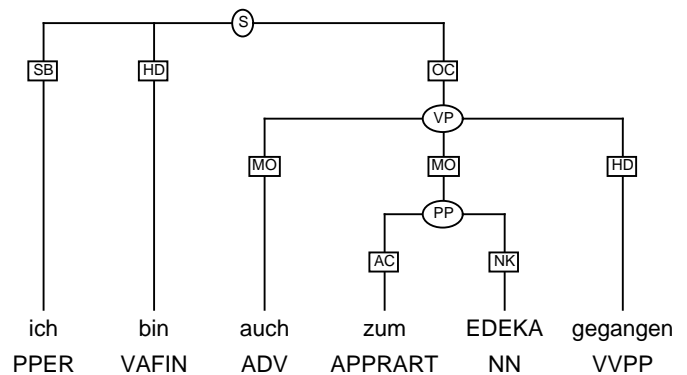 S
SB HD OC
VP
MO MO HD
PP
AC NK
ich bin auch zum EDEKA gegangen
PPER VAFIN ADV APPRART NN VVPP